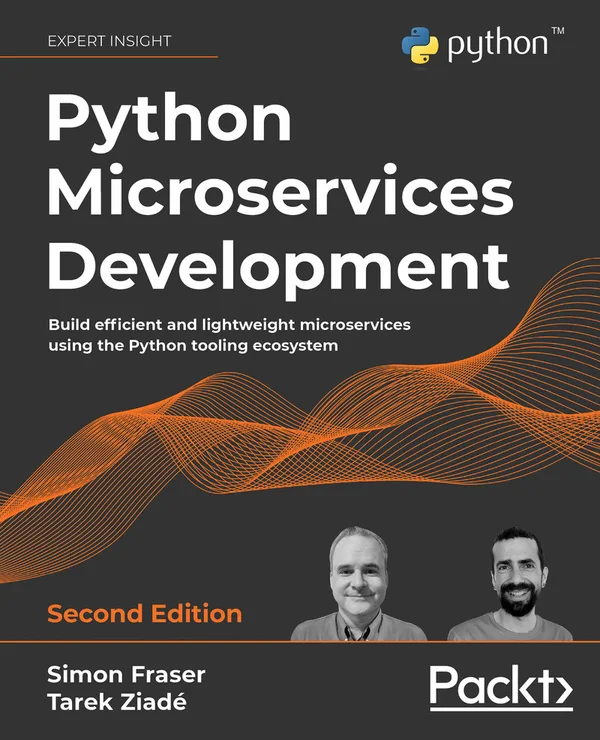 EXPERT INSIGHT
python™
Python
Microservices
Development
Build efficient and lightweight microservices
using the Python tooling ecosystem
Second Edition
Simon Fraser
Tarek Ziadé
Packt>